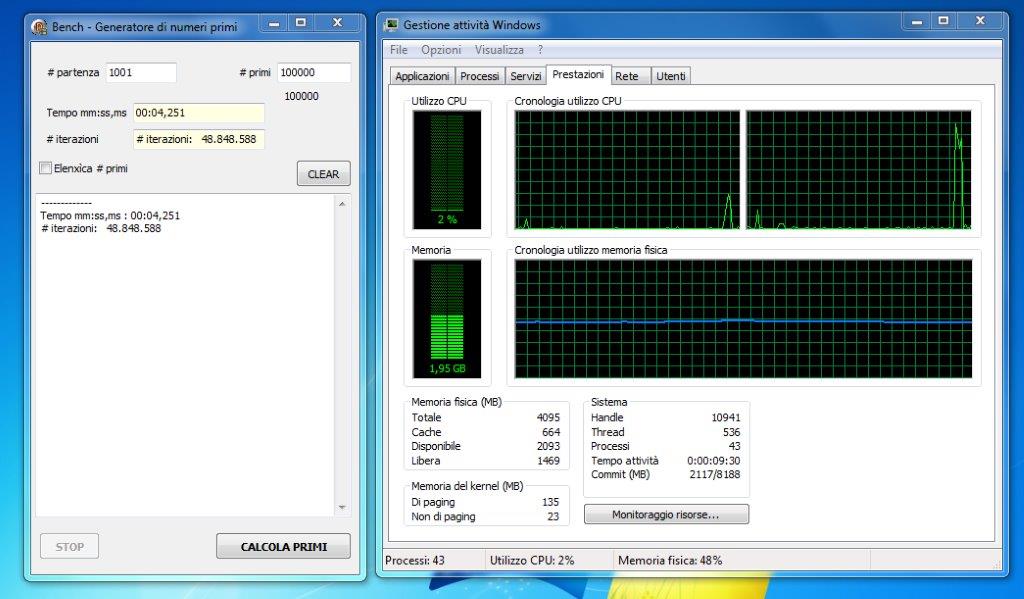 Bench - Generatore di numeri primi
# partenza 1001 # primi 100000
100000
Tempo mm:ss,ms 00:04,251
# iterazioni # iterazioni: 48.848.588
Elenxìca # primi
CLEAR
-------------
Tempo mm:ss,ms : 00:04,251
# iterazioni: 48.848.588
STOP
CALCOLA PRIMI
Gestione attività Windows
File Opzioni Visualizza ?
Applicazioni Processi Servizi Prestazioni Rete Utenti
Utilizzo CPU
2 %
Cronologia utilizzo CPU
Memoria
1,95 GB
Cronologia utilizzo memoria fisica
Memoria fisica (MB)
Totale 4095
Cache 664
Disponibile 2093
Libera 1469
Memoria del kernel (MB)
Di paging 135
Non di paging 23
Sistema
Handle 10941
Thread 536
Processi 43
Tempo attività 0:00:09:30
Commit (MB) 2117/8188
Monitoraggio risorse...
Processi: 43 Utilizzo CPU: 2% Memoria fisica: 48%